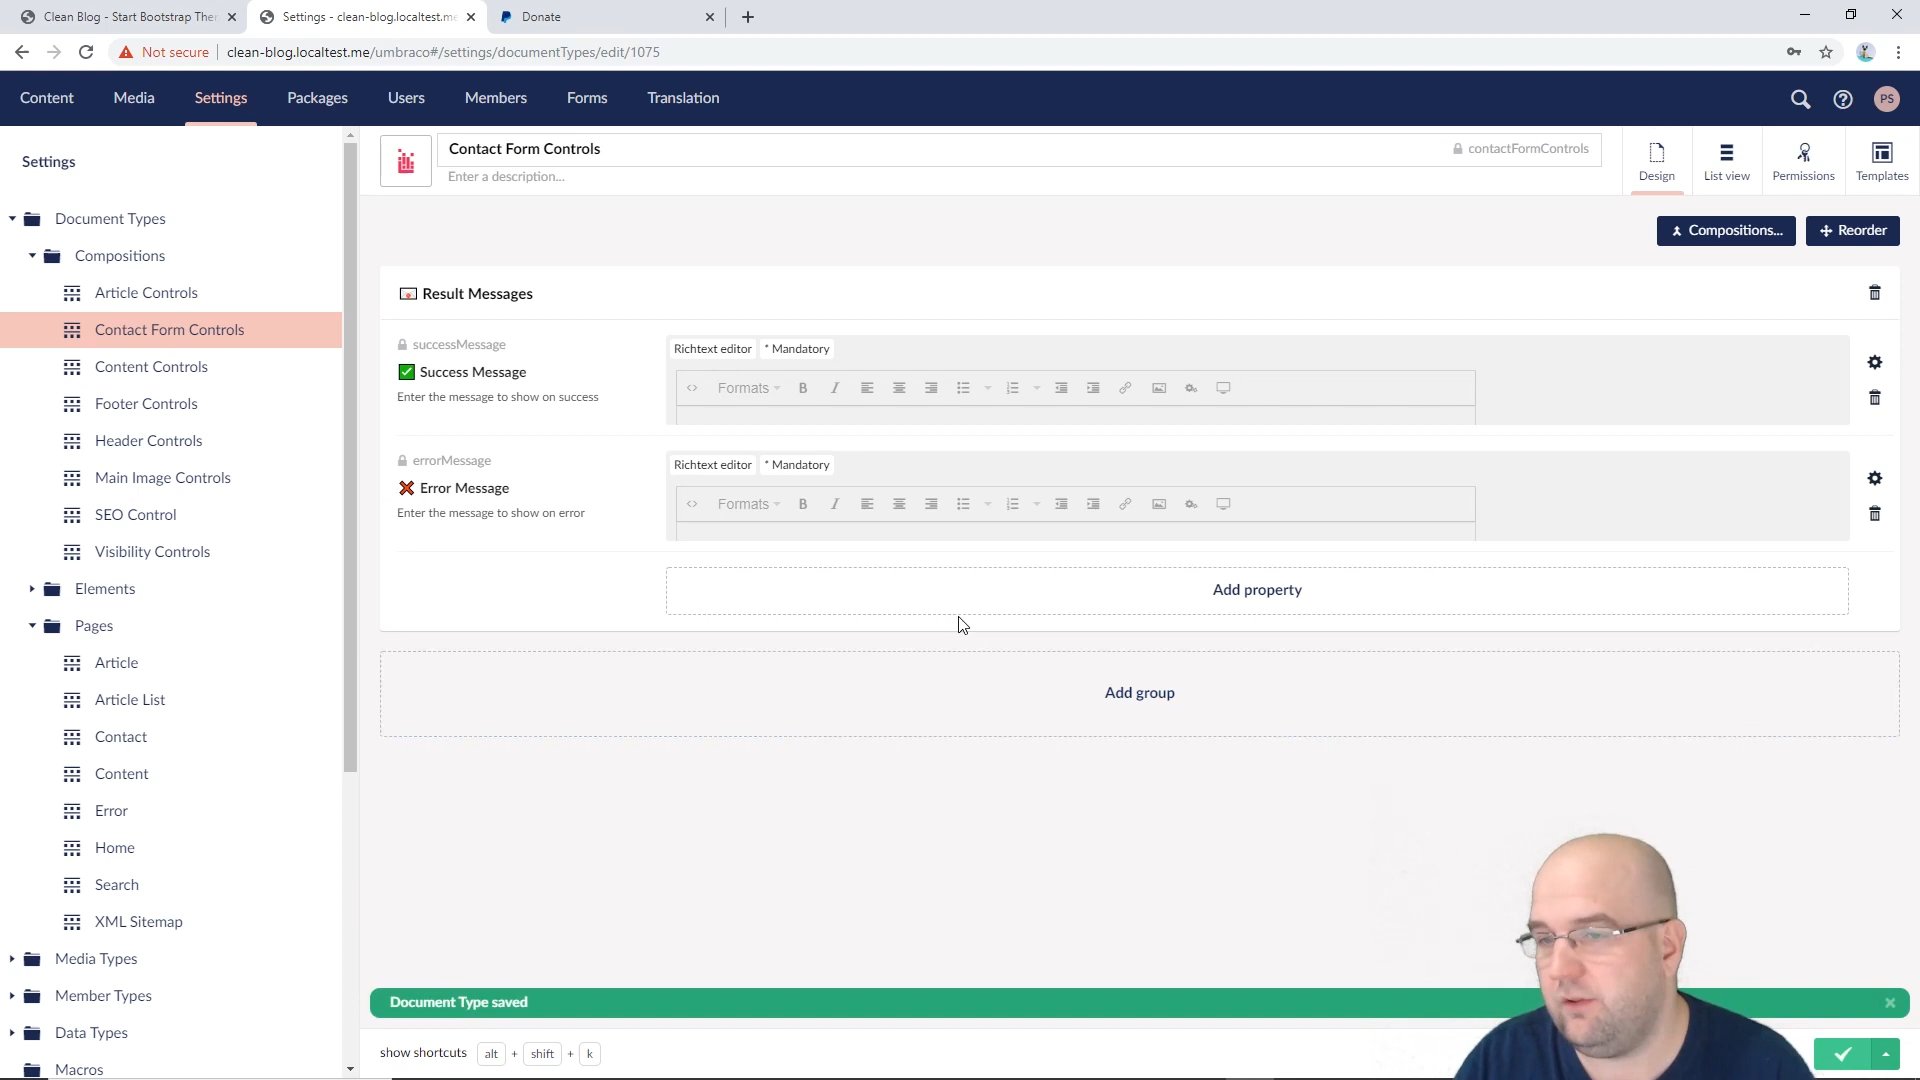 Clean Blog - Start Bootstrap The
Settings - clean-blog.localtest.me
Donate
Not secure
clean-blog.localtest.me/umbraco#/settings/documentTypes/edit/1075
Content
Media
Settings
Packages
Users
Members
Forms
Translation
PS
Settings
Document Types
Compositions
Article Controls
Contact Form Controls
Content Controls
Footer Controls
Header Controls
Main Image Controls
SEO Control
Visibility Controls
Elements
Pages
Article
Article List
Contact
Content
Error
Home
Search
XML Sitemap
Media Types
Member Types
Data Types
Macros
Contact Form Controls
contactFormControls
Enter a description...
Design
List view
Permissions
Templates
Compositions...
Reorder
Result Messages
successMessage
Success Message
Enter the message to show on success
Richtext editor * Mandatory
<> Formats B I
errorMessage
Error Message
Enter the message to show on error
Richtext editor * Mandatory
<> Formats B I
Add property
Add group
Document Type saved
show shortcuts alt + shift + k